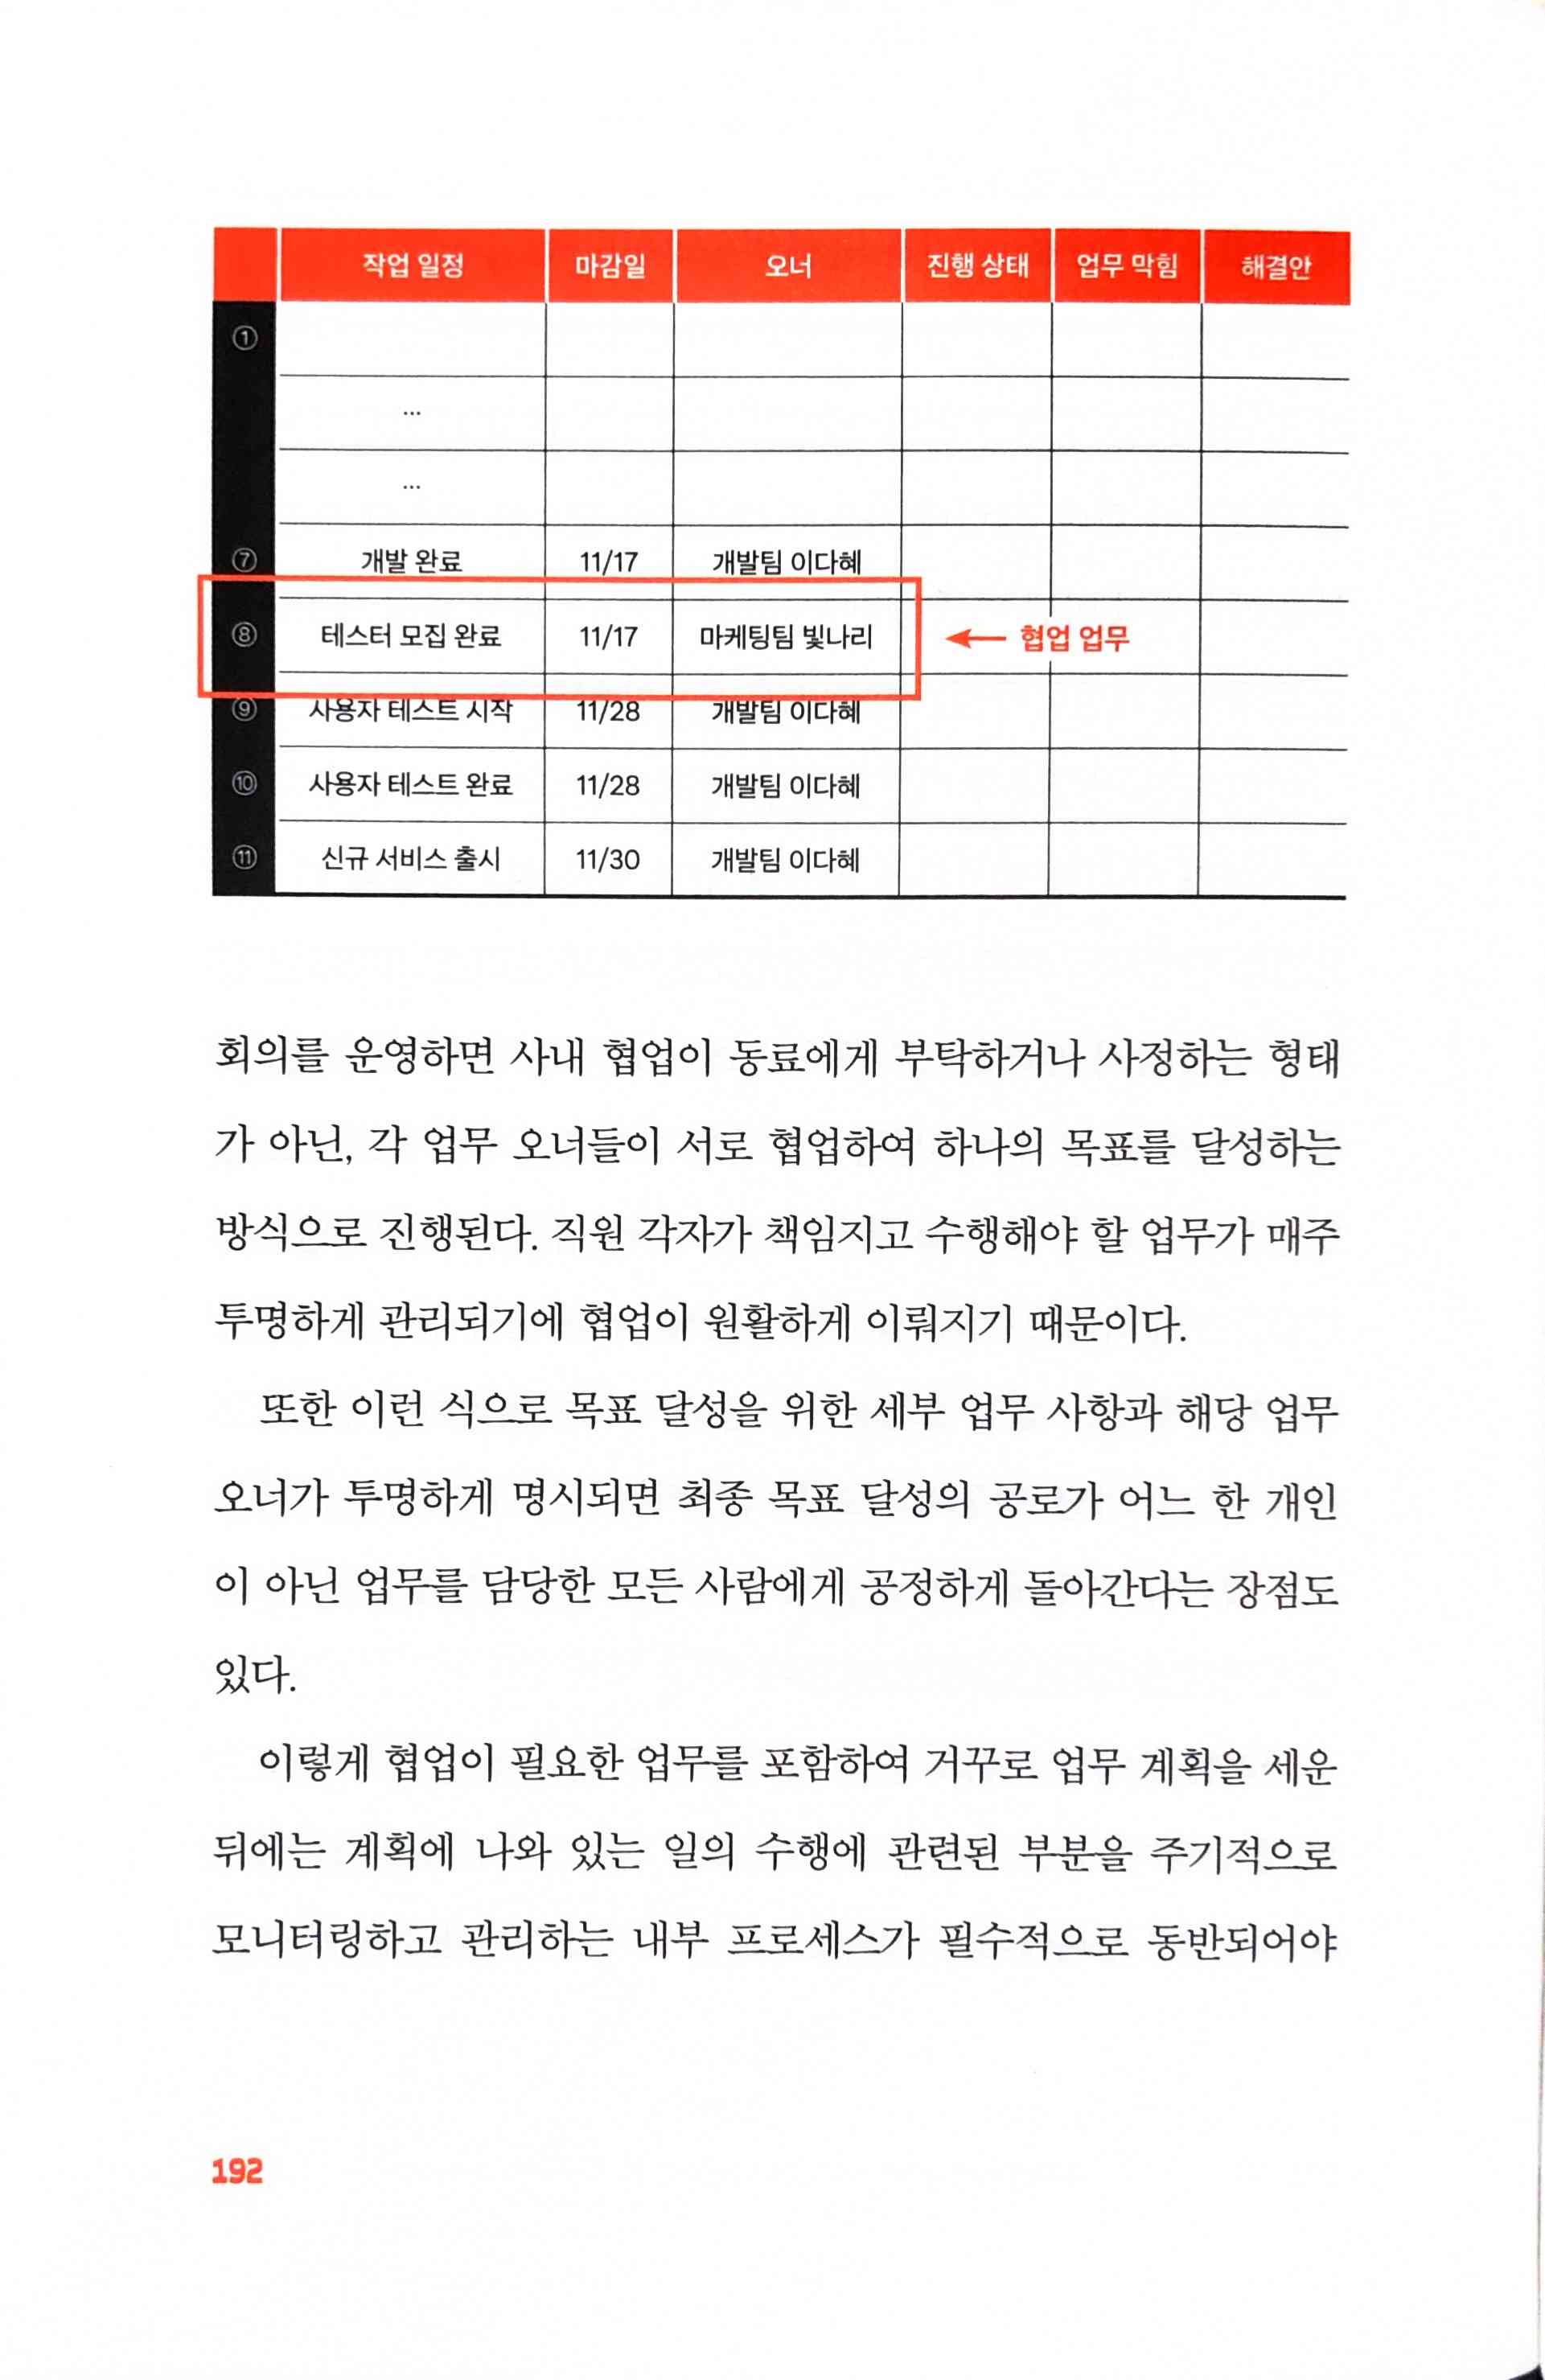 작업 일정 마감일 오너 진행 상태 업무 막힘 해결안
①
...
...
⑦ 개발 완료 11/17 개발팀 이다혜
⑧ 테스터 모집 완료 11/17 마케팅팀 빛나리 ← 협업 업무
⑨ 사용자 테스트 시작 11/28 개발팀 이다혜
⑩ 사용자 테스트 완료 11/28 개발팀 이다혜
⑪ 신규 서비스 출시 11/30 개발팀 이다혜
회의를 운영하면 사내 협업이 동료에게 부탁하거나 사정하는 형태
가 아닌, 각 업무 오너들이 서로 협업하여 하나의 목표를 달성하는
방식으로 진행된다. 직원 각자가 책임지고 수행해야 할 업무가 매주
투명하게 관리되기에 협업이 원활하게 이뤄지기 때문이다.
또한 이런 식으로 목표 달성을 위한 세부 업무 사항과 해당 업무
오너가 투명하게 명시되면 최종 목표 달성의 공로가 어느 한 개인
이 아닌 업무를 담당한 모든 사람에게 공정하게 돌아간다는 장점도
있다.
이렇게 협업이 필요한 업무를 포함하여 거꾸로 업무 계획을 세운
뒤에는 계획에 나와 있는 일의 수행에 관련된 부분을 주기적으로
모니터링하고 관리하는 내부 프로세스가 필수적으로 동반되어야
192